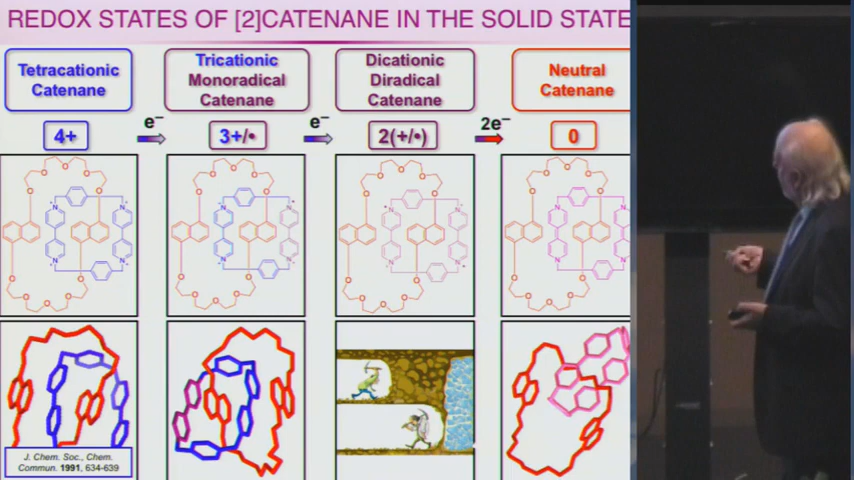 REDOX STATES OF [2]CATENANE IN THE SOLID STATE
Tetracationic
Catenane
Tricationic
Monoradical
Catenane
Dicationic
Diradical
Catenane
Neutral
Catenane
4+
e⁻
3+/•
e⁻
2(+/•)
2e⁻
0
J. Chem. Soc., Chem.
Commun. 1991, 634-639